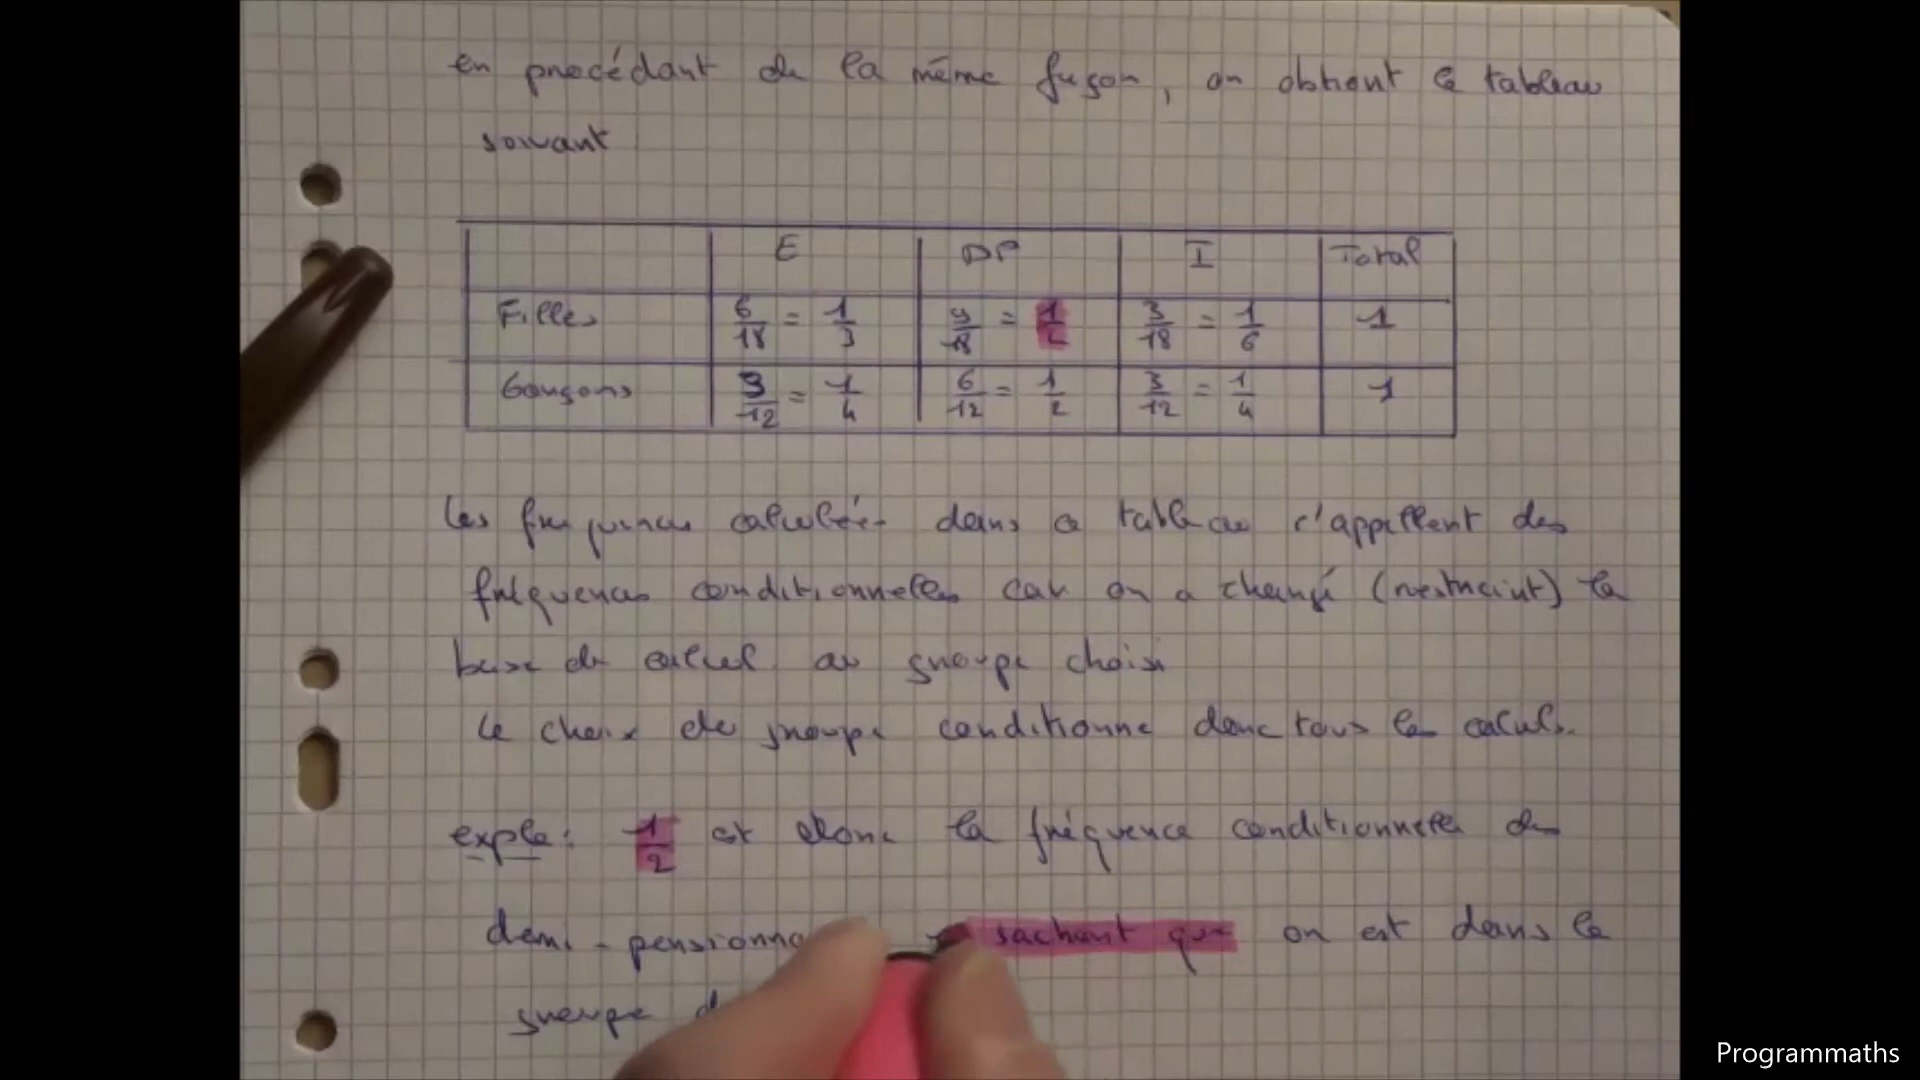 en procédant de la même façon, on obtient le tableau
suivant
E DP I Total
Filles 6/18 = 1/3 9/18 = 1/2 3/18 = 1/6 1
Garçons 3/12 = 1/4 6/12 = 1/2 3/12 = 1/4 1
Les fréquences calculées dans ce tableau s'appellent des
fréquences conditionnelles car on a changé (restreint) la
base de calcul au groupe choisi
Le choix du groupe conditionne donc tous les calculs.
exple : 1/2 est donc la fréquence conditionnelle de
demi-pensionna sachant que on est dans le
groupe d
Programmaths